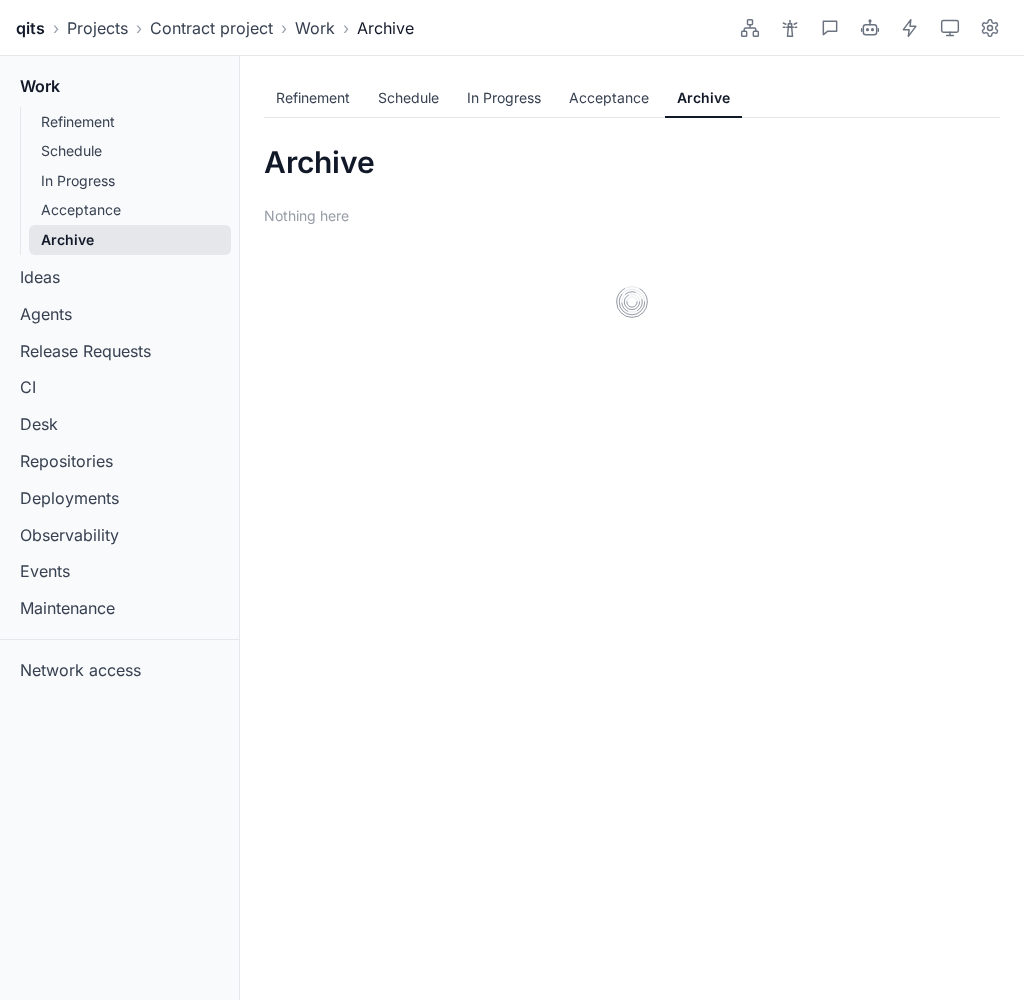 qits › Projects › Contract project › Work › Archive
Work
Refinement
Schedule
In Progress
Acceptance
Archive
Ideas
Agents
Release Requests
CI
Desk
Repositories
Deployments
Observability
Events
Maintenance
Network access
Refinement Schedule In Progress Acceptance Archive
Archive
Nothing here